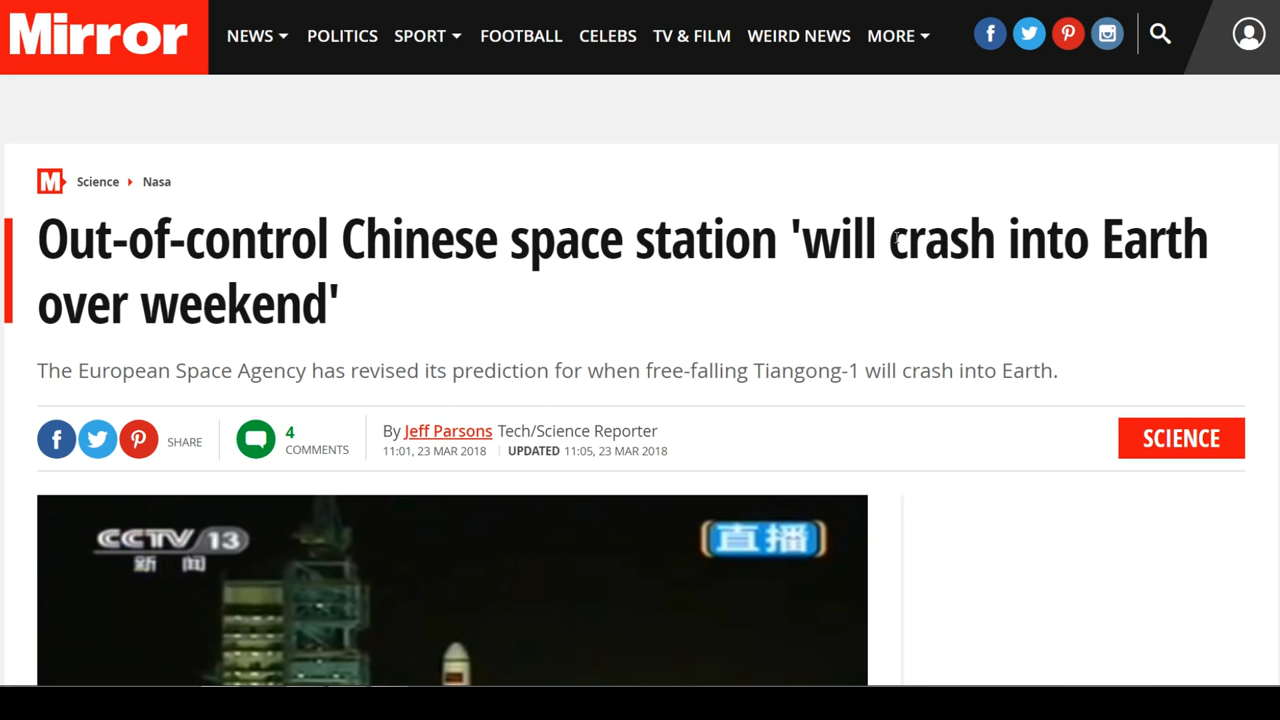 Mirror
NEWS POLITICS SPORT FOOTBALL CELEBS TV & FILM WEIRD NEWS MORE
M Science Nasa
Out-of-control Chinese space station 'will crash into Earth
over weekend'
The European Space Agency has revised its prediction for when free-falling Tiangong-1 will crash into Earth.
SHARE
4
COMMENTS
By Jeff Parsons Tech/Science Reporter
11:01, 23 MAR 2018 UPDATED 11:05, 23 MAR 2018
SCIENCE
CCTV 13
新闻
直播